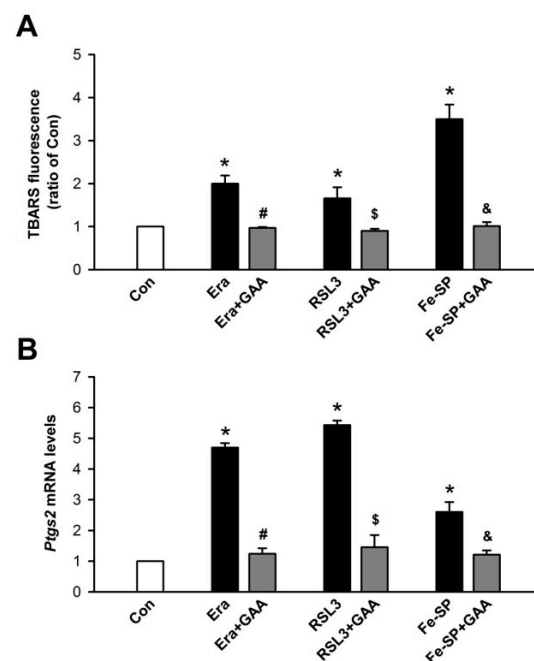 A
TBARS fluorescence
(ratio of Con)
5
4
3
2
1
0
*
#
*
$
*
&
Con
Era
Era+GAA
RSL3
RSL3+GAA
Fe-SP
Fe-SP+GAA
B
Ptgs2 mRNA levels
7
6
5
4
3
2
1
0
*
#
*
$
*
&
Con
Era
Era+GAA
RSL3
RSL3+GAA
Fe-SP
Fe-SP+GAA